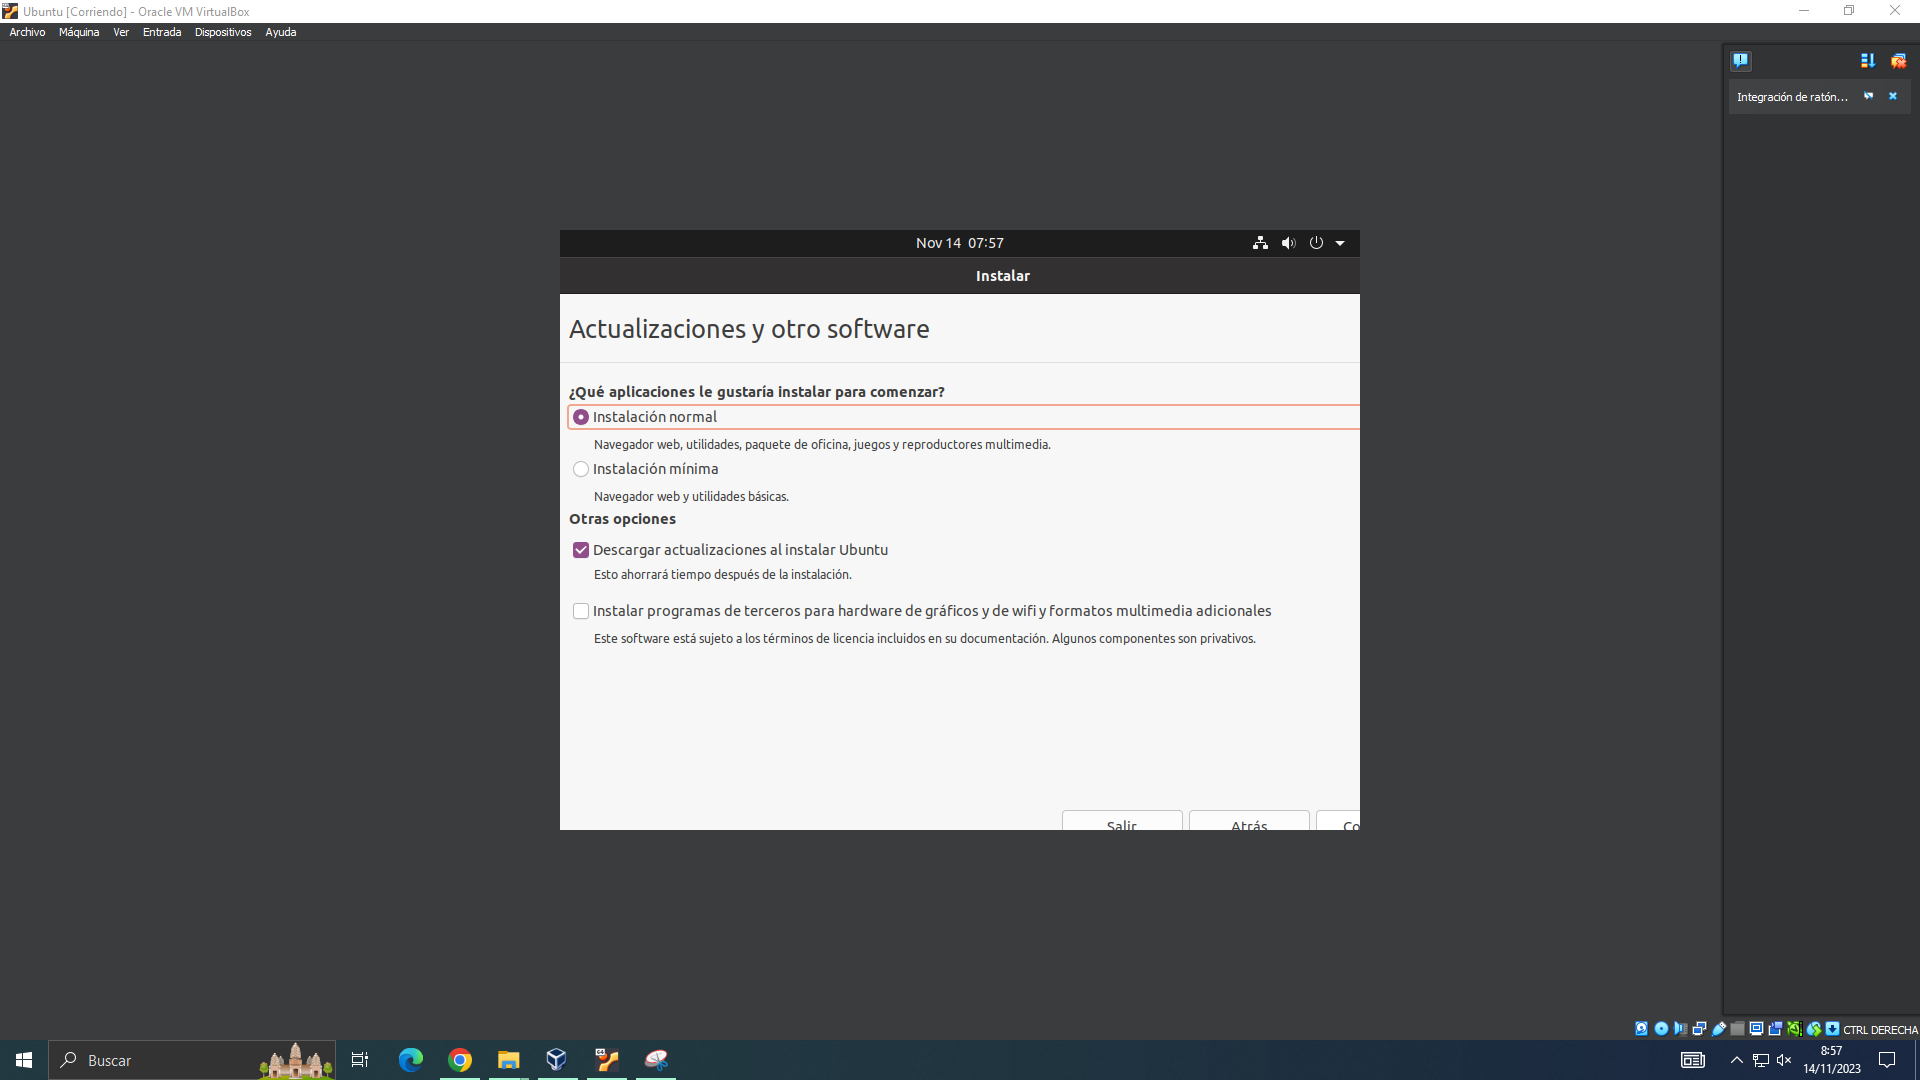 Ubuntu [Corriendo] - Oracle VM VirtualBox
Archivo Máquina Ver Entrada Dispositivos Ayuda
Integración de ratón...
Nov 14 07:57
Instalar
Actualizaciones y otro software
¿Qué aplicaciones le gustaría instalar para comenzar?
Instalación normal
Navegador web, utilidades, paquete de oficina, juegos y reproductores multimedia.
Instalación mínima
Navegador web y utilidades básicas.
Otras opciones
Descargar actualizaciones al instalar Ubuntu
Esto ahorrará tiempo después de la instalación.
Instalar programas de terceros para hardware de gráficos y de wifi y formatos multimedia adicionales
Este software está sujeto a los términos de licencia incluidos en su documentación. Algunos componentes son privativos.
Salir Atrás Co
CTRL DERECHA
Buscar
8:57
14/11/2023